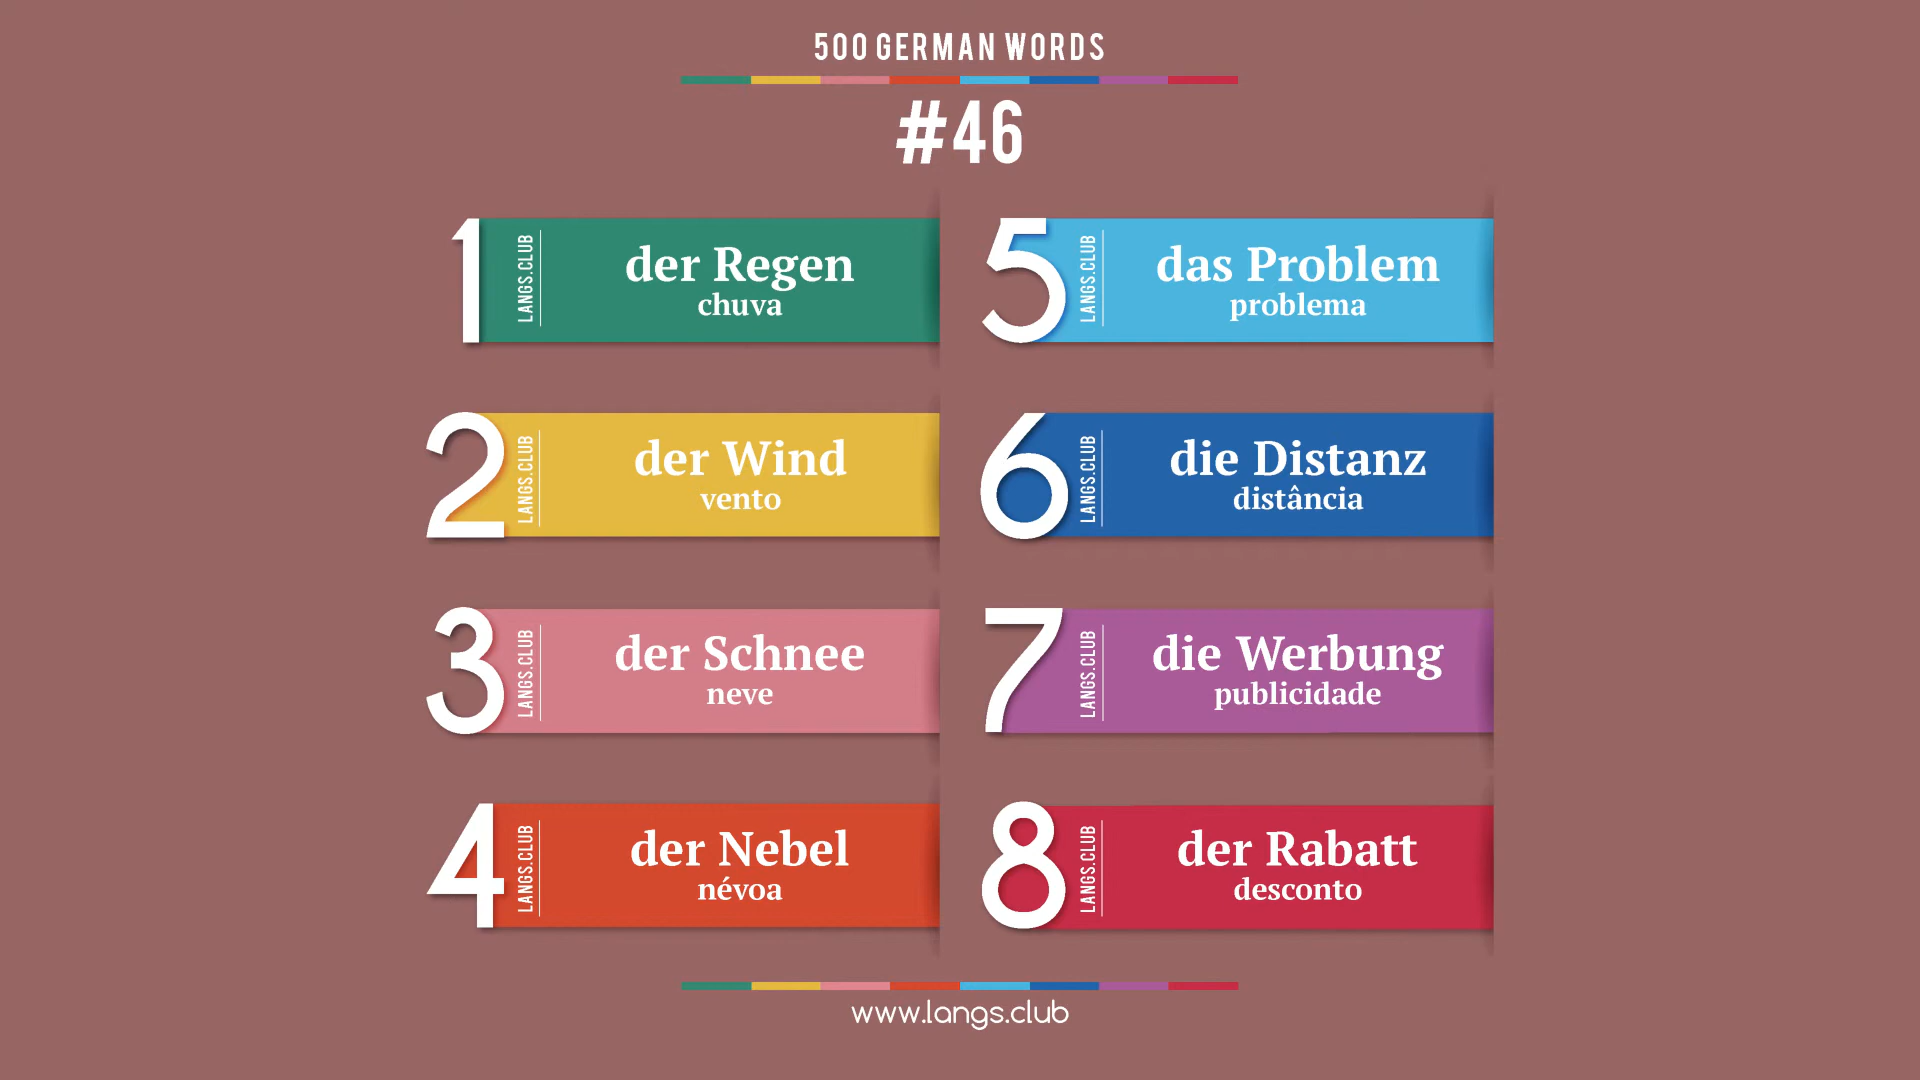 500 GERMAN WORDS
#46
1
LANGS.CLUB
der Regen
chuva
2
LANGS.CLUB
der Wind
vento
3
LANGS.CLUB
der Schnee
neve
4
LANGS.CLUB
der Nebel
névoa
5
LANGS.CLUB
das Problem
problema
6
LANGS.CLUB
die Distanz
distância
7
LANGS.CLUB
die Werbung
publicidade
8
LANGS.CLUB
der Rabatt
desconto
www.langs.club